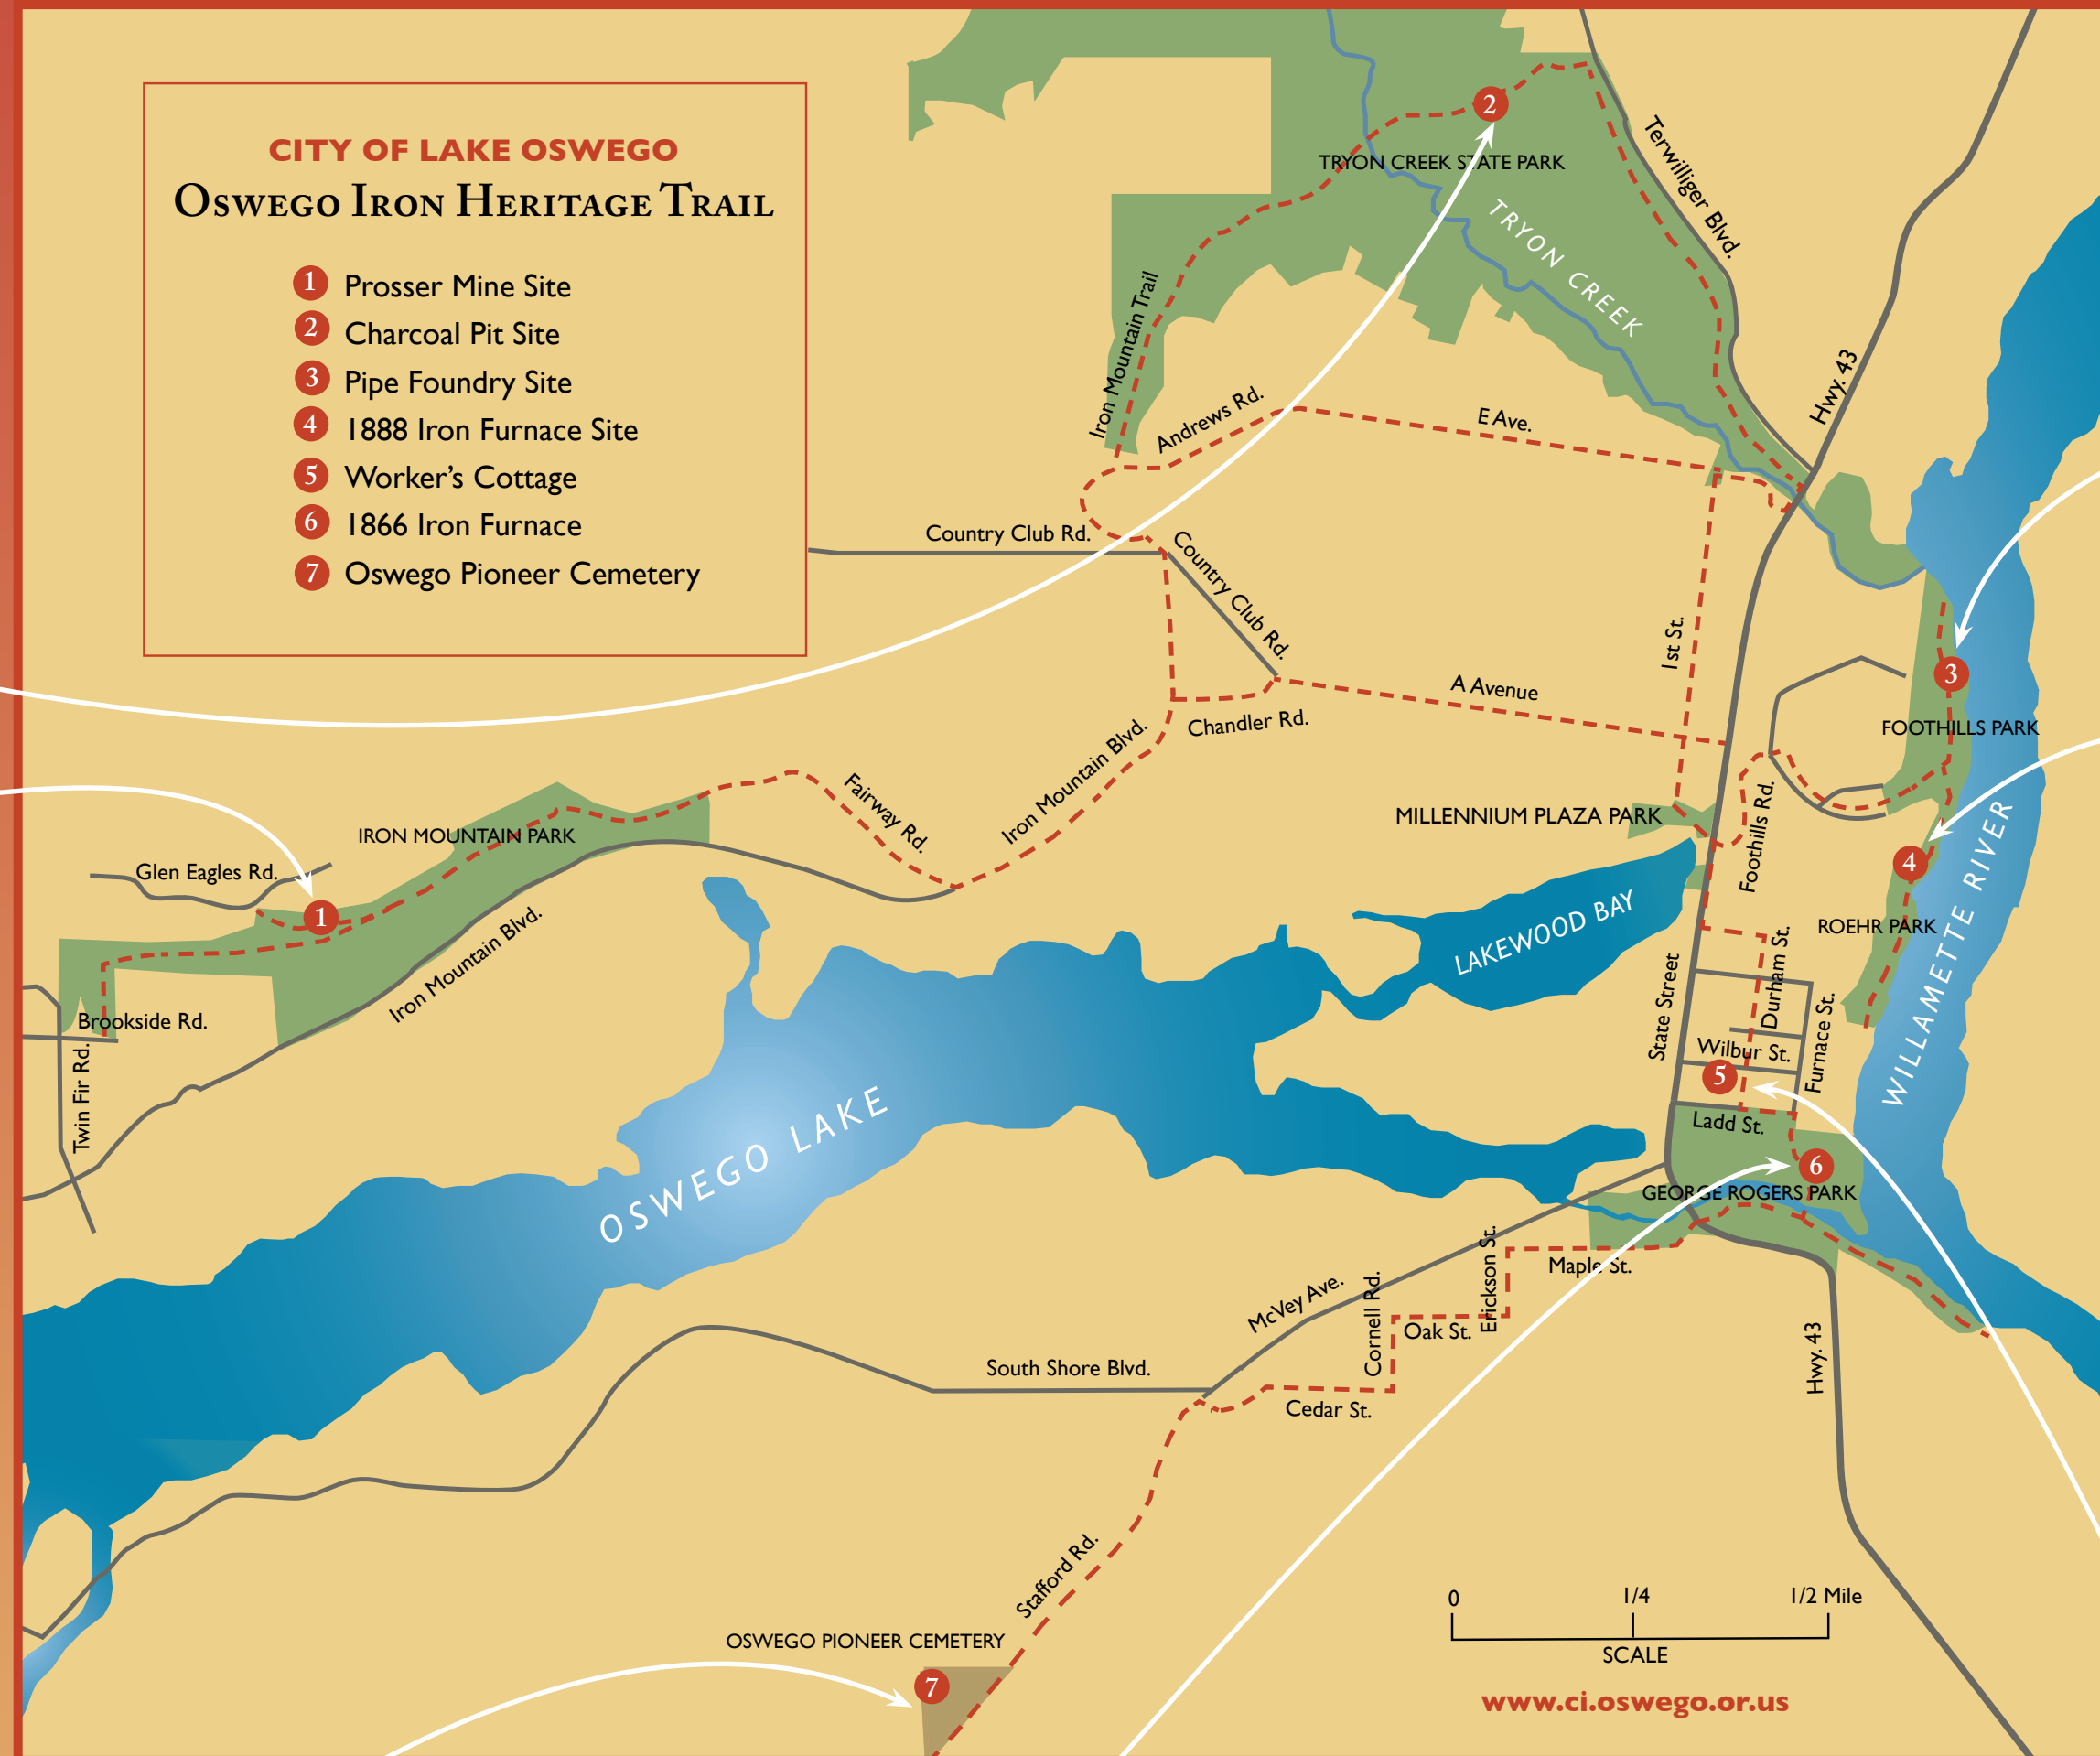 CITY OF LAKE OSWEGO
OSWEGO IRON HERITAGE TRAIL
1 Prosser Mine Site
2 Charcoal Pit Site
3 Pipe Foundry Site
4 1888 Iron Furnace Site
5 Worker's Cottage
6 1866 Iron Furnace
7 Oswego Pioneer Cemetery
2
TRYON CREEK STATE PARK
Terwilliger Blvd.
TRYON CREEK
Iron Mountain Trail
Hwy. 43
Andrews Rd.
E Ave.
Country Club Rd.
Country Club Rd.
1st St.
3
A Avenue
FOOTHILLS PARK
Chandler Rd.
Iron Mountain Blvd.
Fairway Rd.
MILLENNIUM PLAZA PARK
Foothills Rd.
IRON MOUNTAIN PARK
Glen Eagles Rd.
1
4
WILLAMETTE RIVER
LAKEWOOD BAY
ROEHR PARK
Iron Mountain Blvd.
State Street
Durham St.
Brookside Rd.
Furnace St.
Wilbur St.
5
Twin Fir Rd.
Ladd St.
OSWEGO LAKE
6
GEORGE ROGERS PARK
Erickson St.
Maple St.
McVey Ave.
Cornell Rd.
Oak St.
Hwy. 43
South Shore Blvd.
Cedar St.
Stafford Rd.
OSWEGO PIONEER CEMETERY
7
0 1/4 1/2 Mile
SCALE
www.ci.oswego.or.us